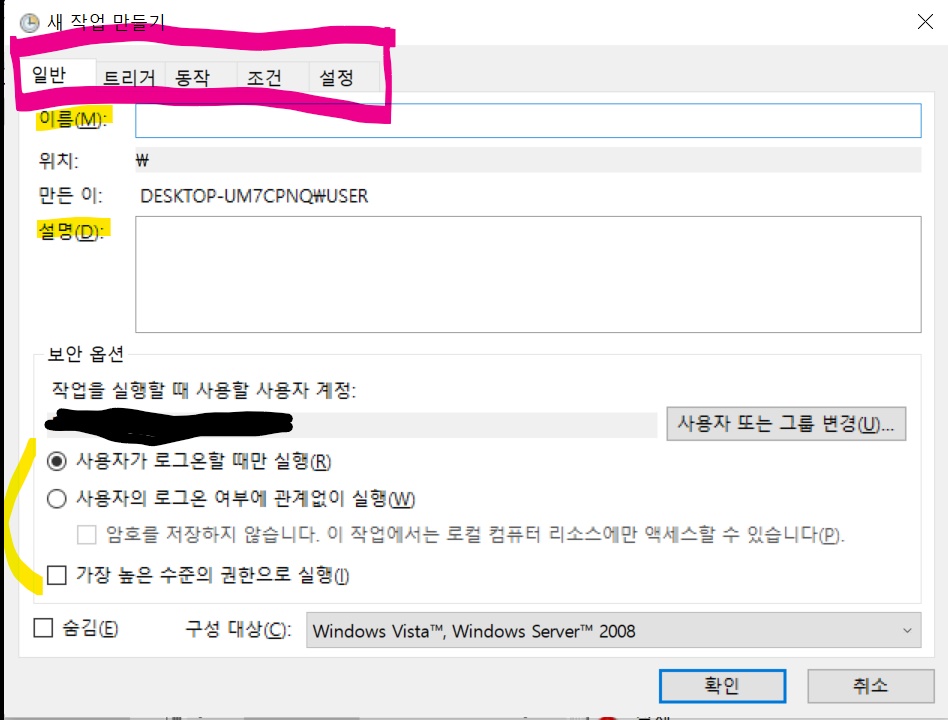 새 작업 만들기
일반 트리거 동작 조건 설정
이름(M):
위치: ₩
만든 이: DESKTOP-UM7CPNQ₩USER
설명(D):
보안 옵션
작업을 실행할 때 사용할 사용자 계정:
사용자 또는 그룹 변경(U)...
사용자가 로그온할 때만 실행(R)
사용자의 로그온 여부에 관계없이 실행(W)
암호를 저장하지 않습니다. 이 작업에서는 로컬 컴퓨터 리소스에만 액세스할 수 있습니다(P).
가장 높은 수준의 권한으로 실행(I)
숨김(E) 구성 대상(C): Windows Vista™, Windows Server™ 2008
확인 취소